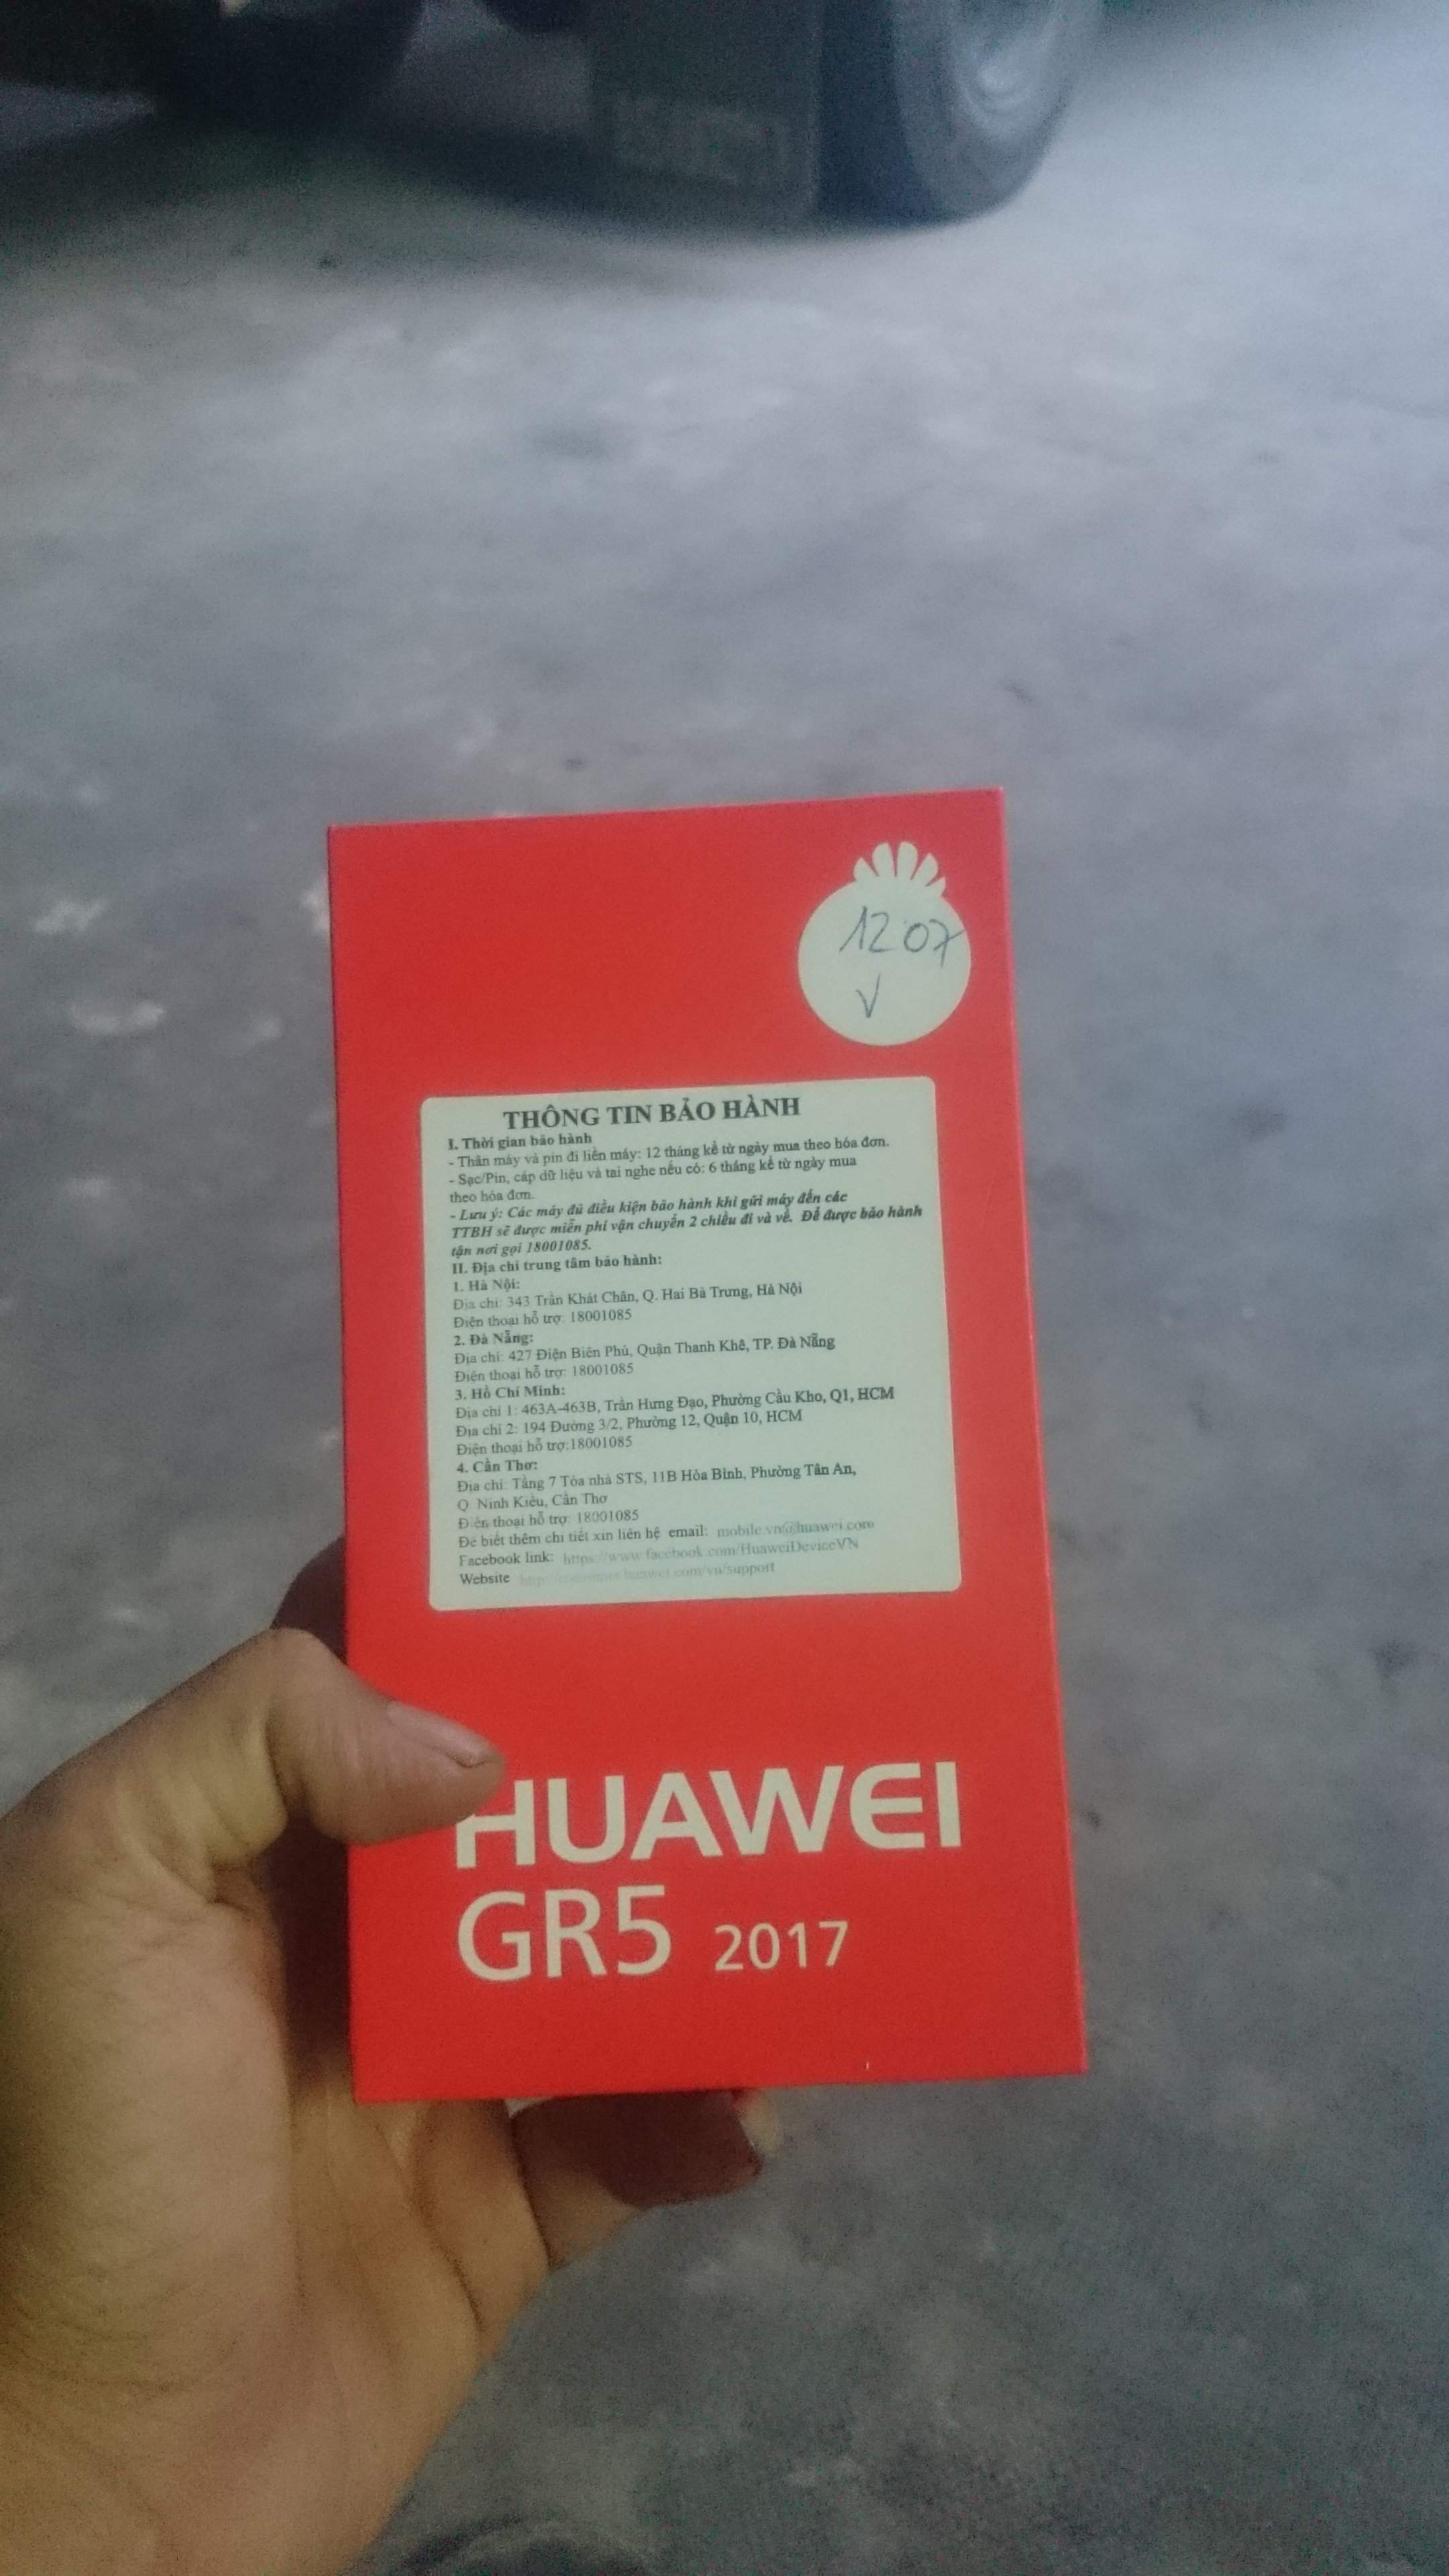 1207
V
THÔNG TIN BẢO HÀNH
I. Thời gian bảo hành
- Thân máy và pin đi liền máy: 12 tháng kể từ ngày mua theo hóa đơn.
- Sạc/Pin, cáp dữ liệu và tai nghe nếu có: 6 tháng kể từ ngày mua
theo hóa đơn.
- Lưu ý: Các máy đủ điều kiện bảo hành khi gửi máy đến các
TTBH sẽ được miễn phí vận chuyển 2 chiều đi và về. Để được bảo hành
tận nơi gọi 18001085.
II. Địa chỉ trung tâm bảo hành:
1. Hà Nội:
Địa chỉ: 343 Trần Khát Chân, Q. Hai Bà Trưng, Hà Nội
Điện thoại hỗ trợ: 18001085
2. Đà Nẵng:
Địa chỉ: 427 Điện Biên Phủ, Quận Thanh Khê, TP. Đà Nẵng
Điện thoại hỗ trợ: 18001085
3. Hồ Chí Minh:
Địa chỉ 1: 463A-463B, Trần Hưng Đạo, Phường Cầu Kho, Q1, HCM
Địa chỉ 2: 194 Đường 3/2, Phường 12, Quận 10, HCM
Điện thoại hỗ trợ:18001085
4. Cần Thơ:
Địa chỉ: Tầng 7 Tòa nhà STS, 11B Hòa Bình, Phường Tân An,
Q. Ninh Kiều, Cần Thơ
Điện thoại hỗ trợ: 18001085
Để biết thêm chi tiết xin liên hệ email: mobile.vn@huawei.com
Facebook link: https://www.facebook.com/HuaweiDeviceVN
Website http://consumer.huawei.com/vn/support
HUAWEI
GR5 2017